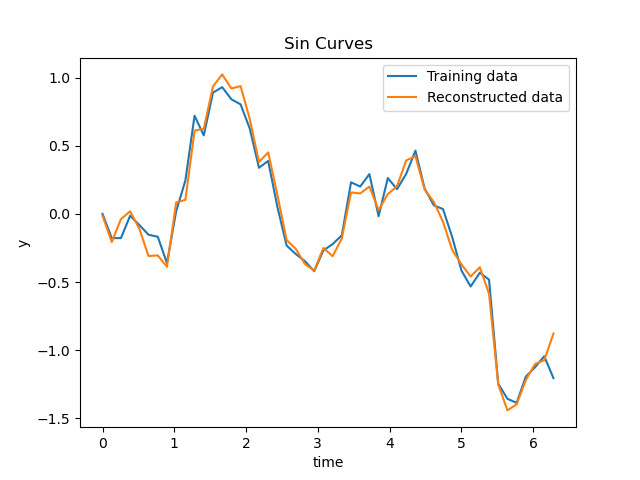 Sin Curves
Training data
Reconstructed data
1.0
0.5
0.0
−0.5
−1.0
−1.5
y
0 1 2 3 4 5 6
time